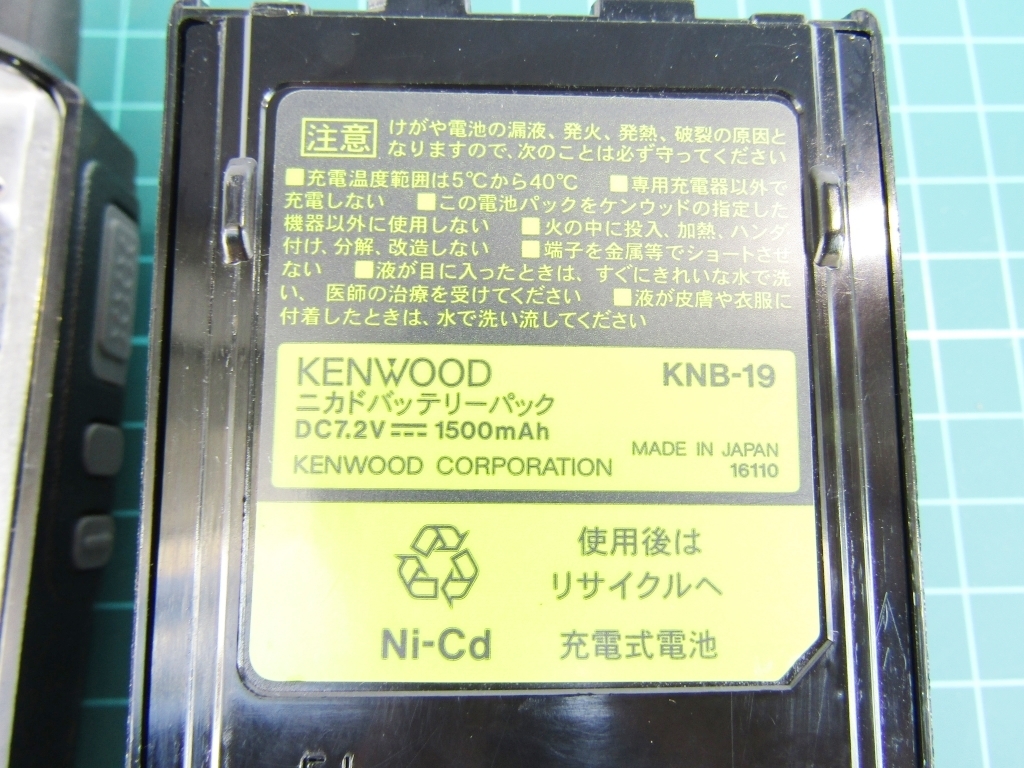 注意 けがや電池の漏液、発火、発熱、破裂の原因と
なりますので、次のことは必ず守ってください
■充電温度範囲は5℃から40℃ ■専用充電器以外で
充電しない ■この電池パックをケンウッドの指定した
機器以外に使用しない ■火の中に投入、加熱、ハンダ
付け、分解、改造しない ■端子を金属等でショートさせ
ない ■液が目に入ったときは、すぐにきれいな水で洗
い、医師の治療を受けてください ■液が皮膚や衣服に
付着したときは、水で洗い流してください
KENWOOD KNB-19
ニカドバッテリーパック
DC7.2V 1500mAh
MADE IN JAPAN
KENWOOD CORPORATION 16110
使用後は
リサイクルへ
Ni-Cd 充電式電池